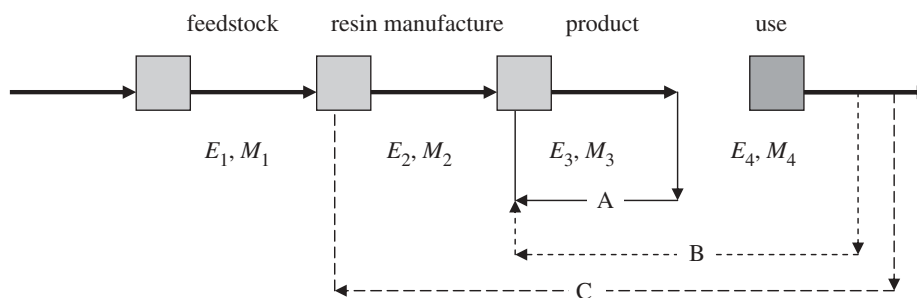 feedstock resin manufacture product use
E₁, M₁ E₂, M₂ E₃, M₃ E₄, M₄
A
B
C